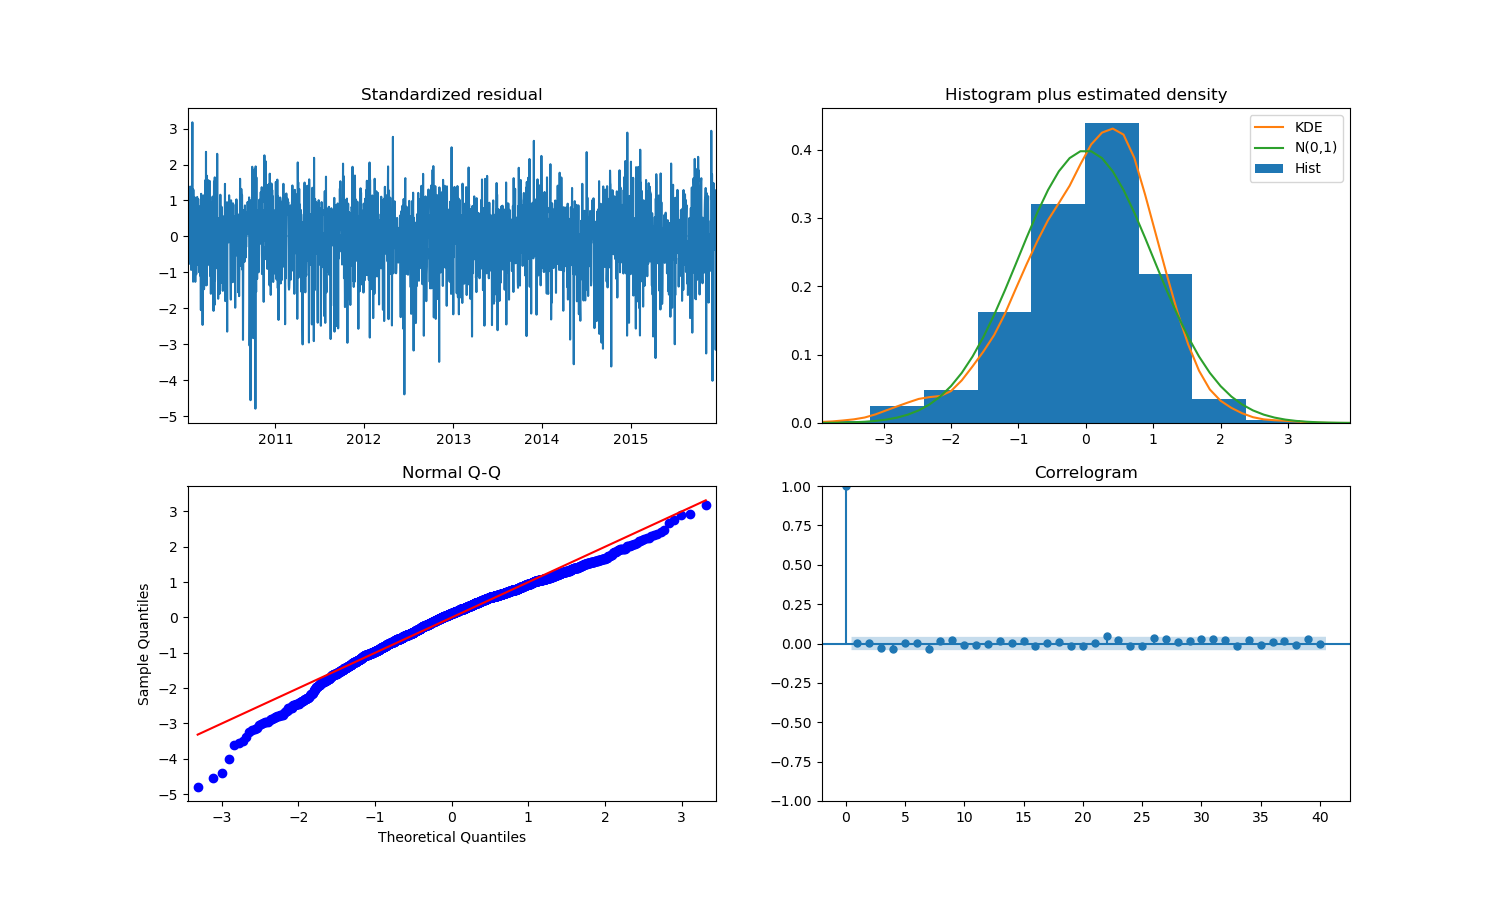 Standardized residual
3
2
1
0
−1
−2
−3
−4
−5
2011 2012 2013 2014 2015
Histogram plus estimated density
KDE
N(0,1)
Hist
0.4
0.3
0.2
0.1
0.0
−3 −2 −1 0 1 2 3
Normal Q-Q
Sample Quantiles
3
2
1
0
−1
−2
−3
−4
−5
−3 −2 −1 0 1 2 3
Theoretical Quantiles
Correlogram
1.00
0.75
0.50
0.25
0.00
−0.25
−0.50
−0.75
−1.00
0 5 10 15 20 25 30 35 40